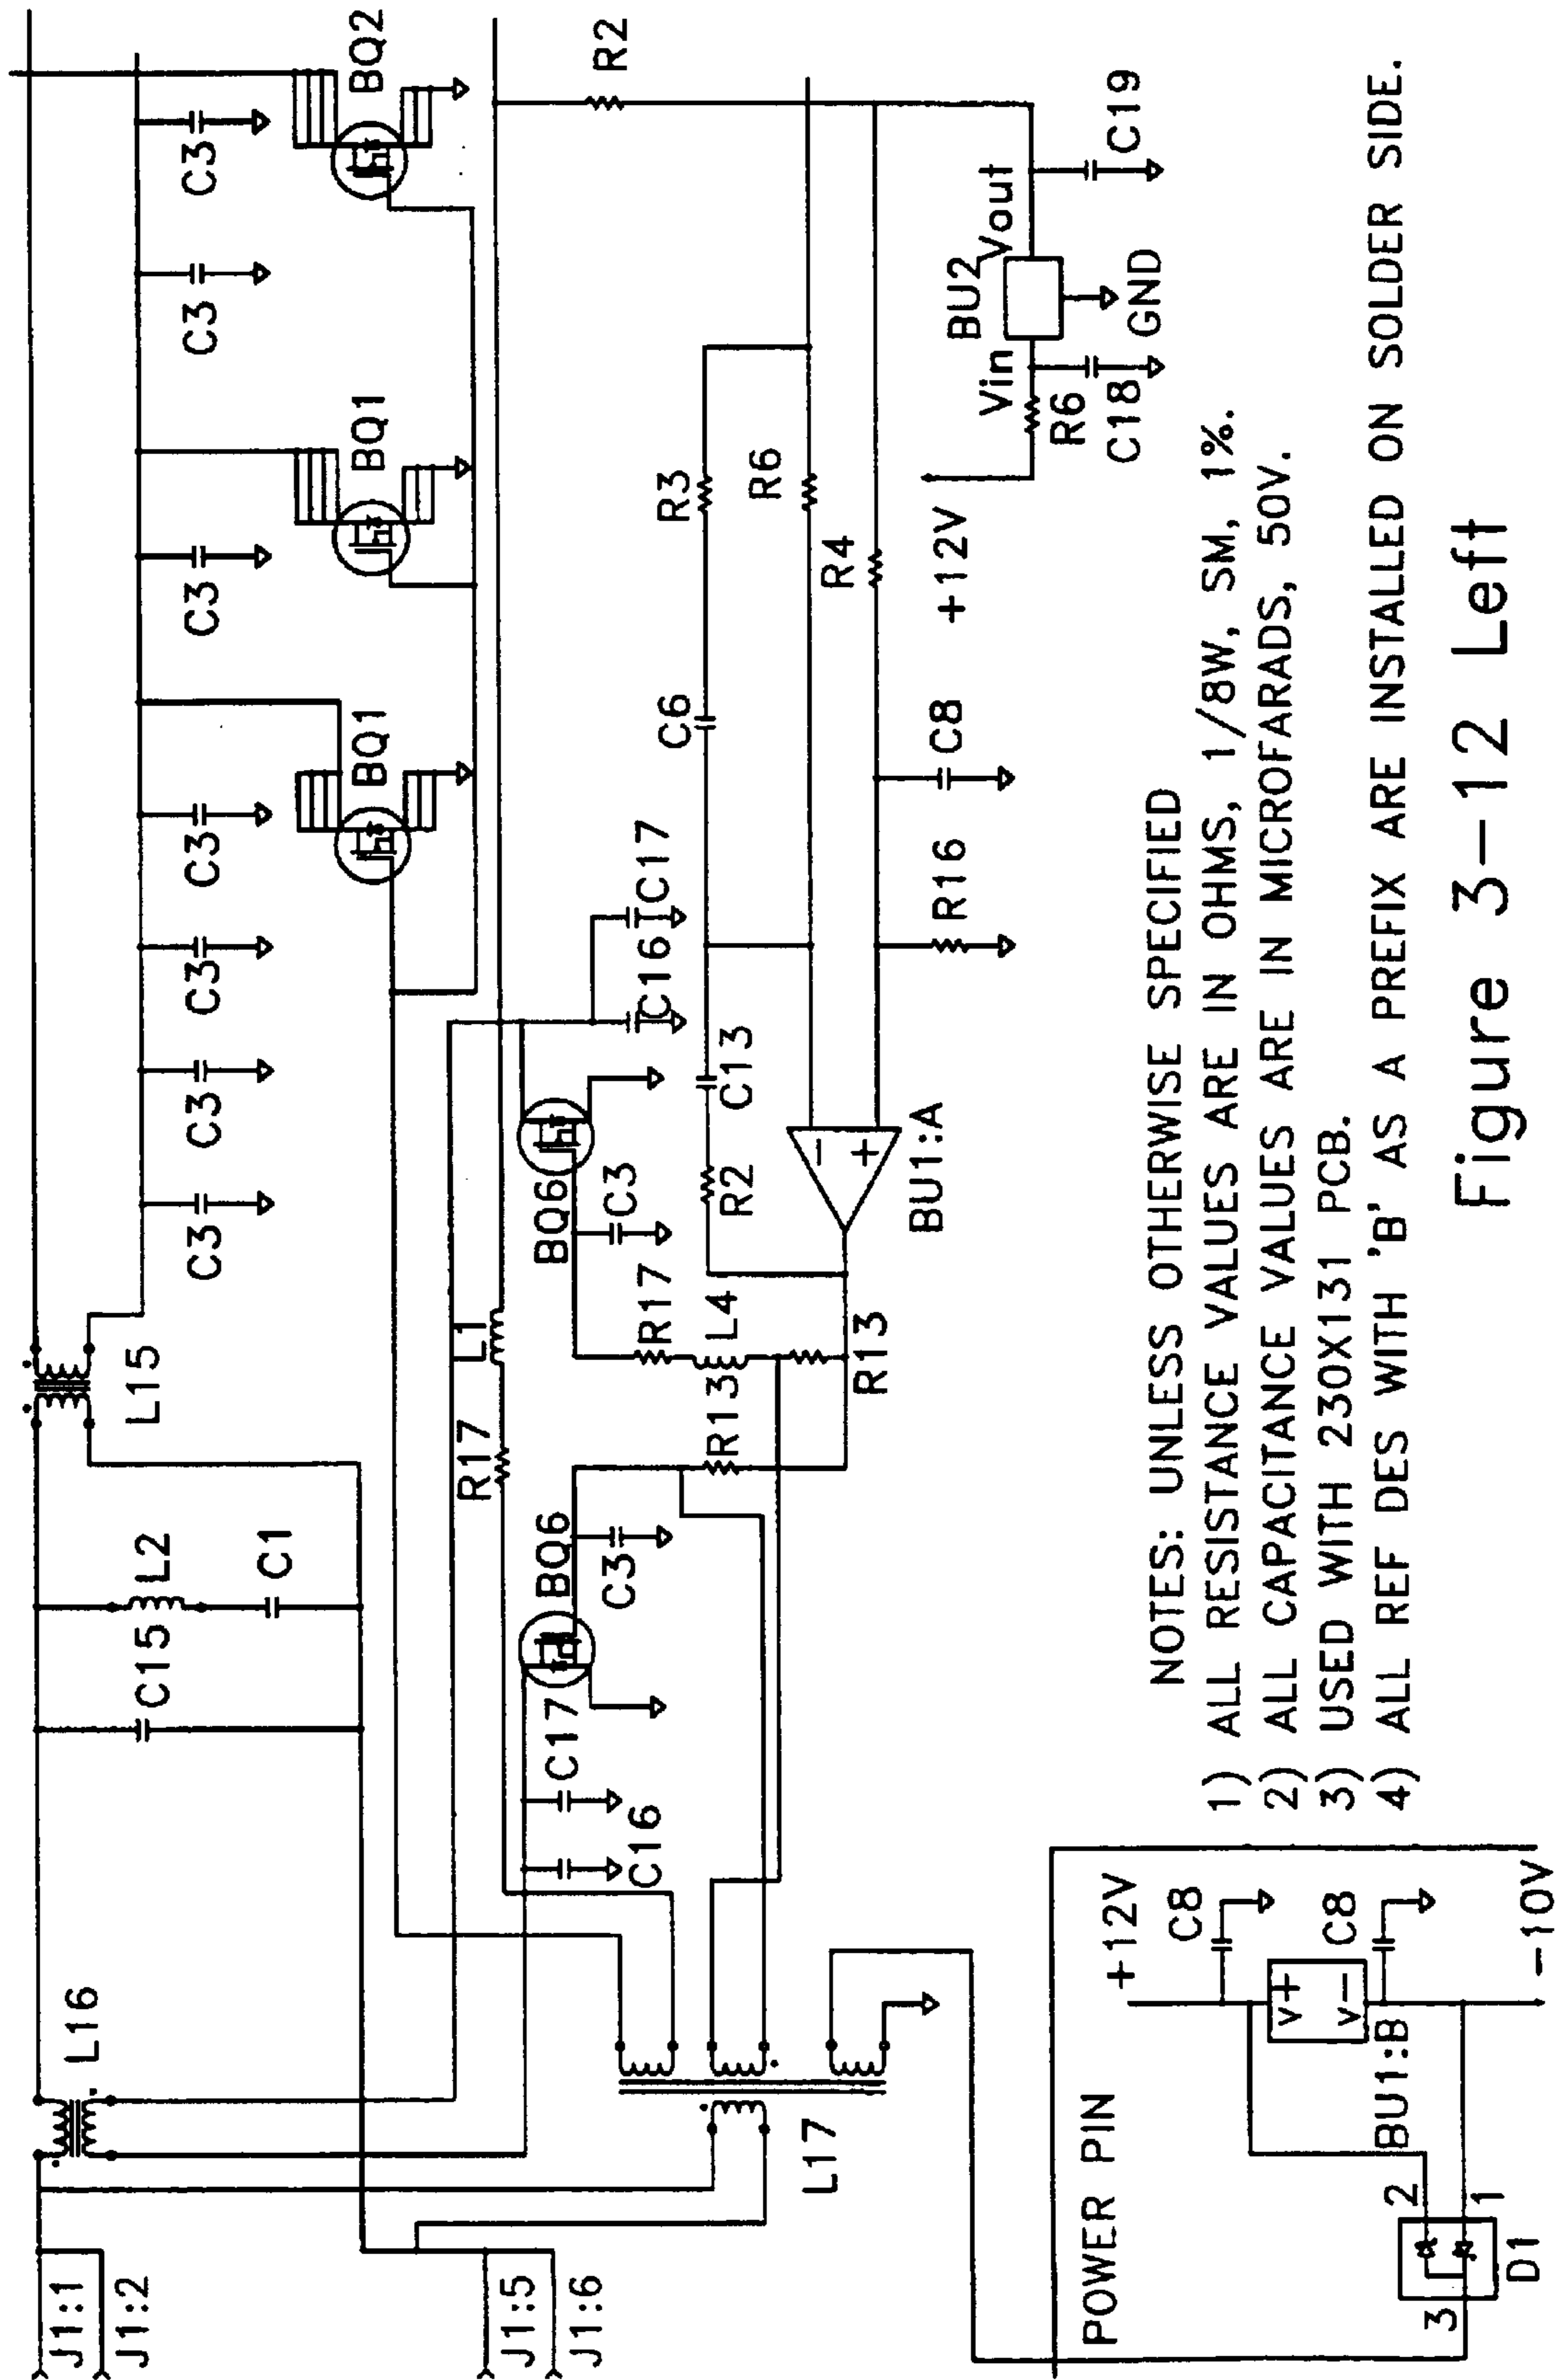 J1:1
J1:2
J1:5
J1:6
L16
L17
C15
L2
C1
L15
C3
C3
C3
C3
C3
C3
C3
BQ1
BQ1
BQ2
C16
C17
BQ6
C3
R17
L1
R13
L4
R17
R13
BQ6
C3
C16
C17
R2
C13
C6
R3
R6
R4
R2
−
+
BU1:A
R16
C8
+12V
R6
Vin
BU2
Vout
C18
GND
C19
POWER PIN
+12V
C8
V+
V−
C8
BU1:B
−10V
2
1
3
D1
NOTES: UNLESS OTHERWISE SPECIFIED
1) ALL RESISTANCE VALUES ARE IN OHMS, 1/8W, SM, 1%.
2) ALL CAPACITANCE VALUES ARE IN MICROFARADS, 50V.
3) USED WITH 230X131 PCB.
4) ALL REF DES WITH 'B' AS A PREFIX ARE INSTALLED ON SOLDER SIDE.
Figure 3-12 Left